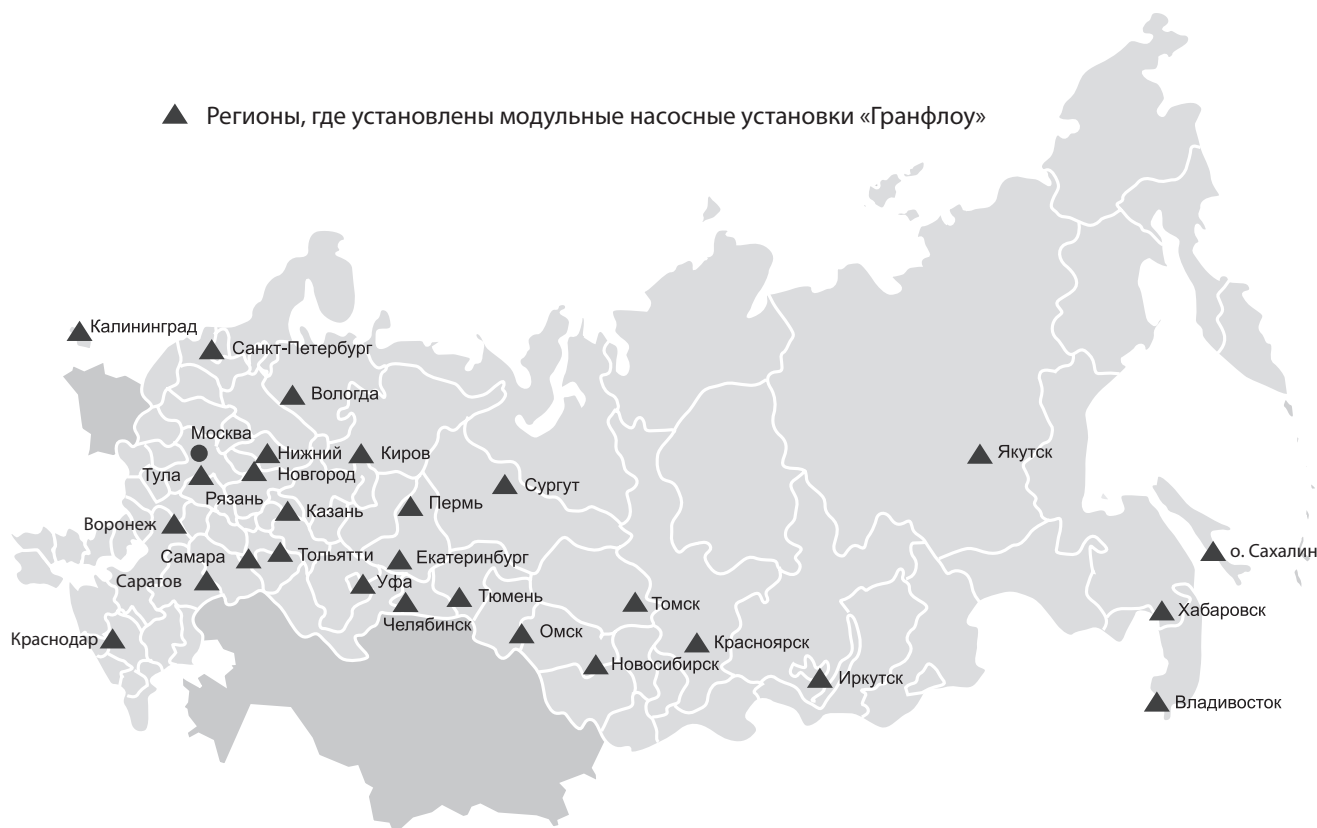 Регионы, где установлены модульные насосные установки «Гранфлоу»
Калининград
Санкт-Петербург
Вологда
Москва
Нижний
Новгород
Киров
Якутск
Тула
Рязань
Сургут
Пермь
Казань
Воронеж
Самара
Тольятти
Екатеринбург
о. Сахалин
Саратов
Уфа
Тюмень
Челябинск
Томск
Хабаровск
Краснодар
Омск
Красноярск
Новосибирск
Иркутск
Владивосток